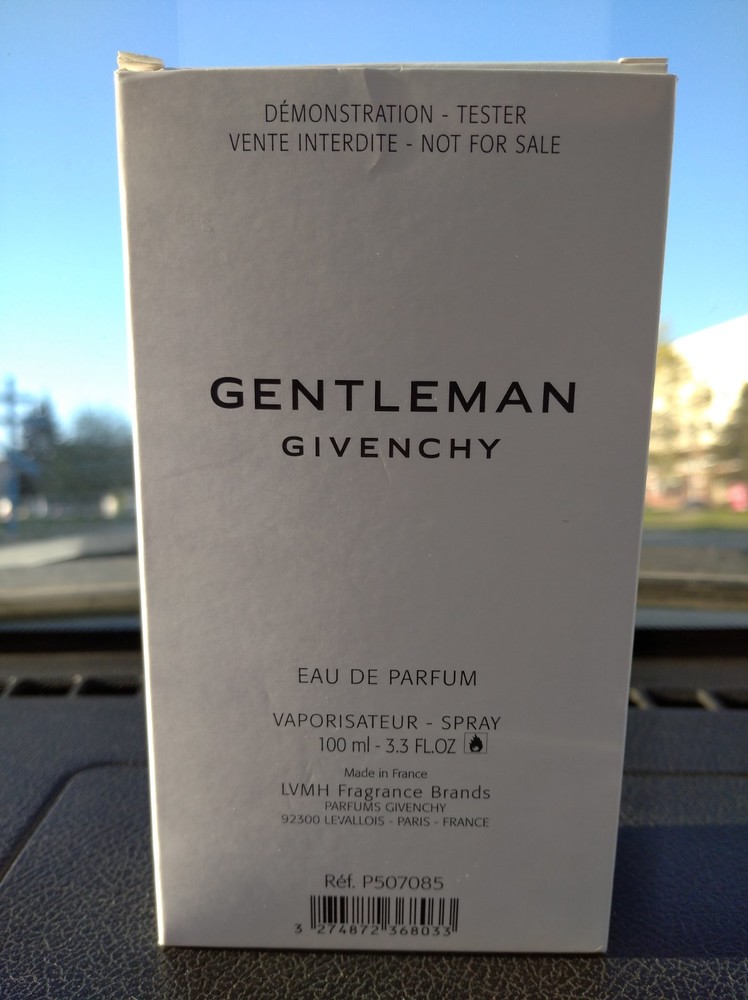 DÉMONSTRATION - TESTER
VENTE INTERDITE - NOT FOR SALE
GENTLEMAN
GIVENCHY
EAU DE PARFUM
VAPORISATEUR - SPRAY
100 ml - 3.3 FL.OZ
Made in France
LVMH Fragrance Brands
PARFUMS GIVENCHY
92300 LEVALLOIS - PARIS - FRANCE
Réf. P507085
3 274872 368033